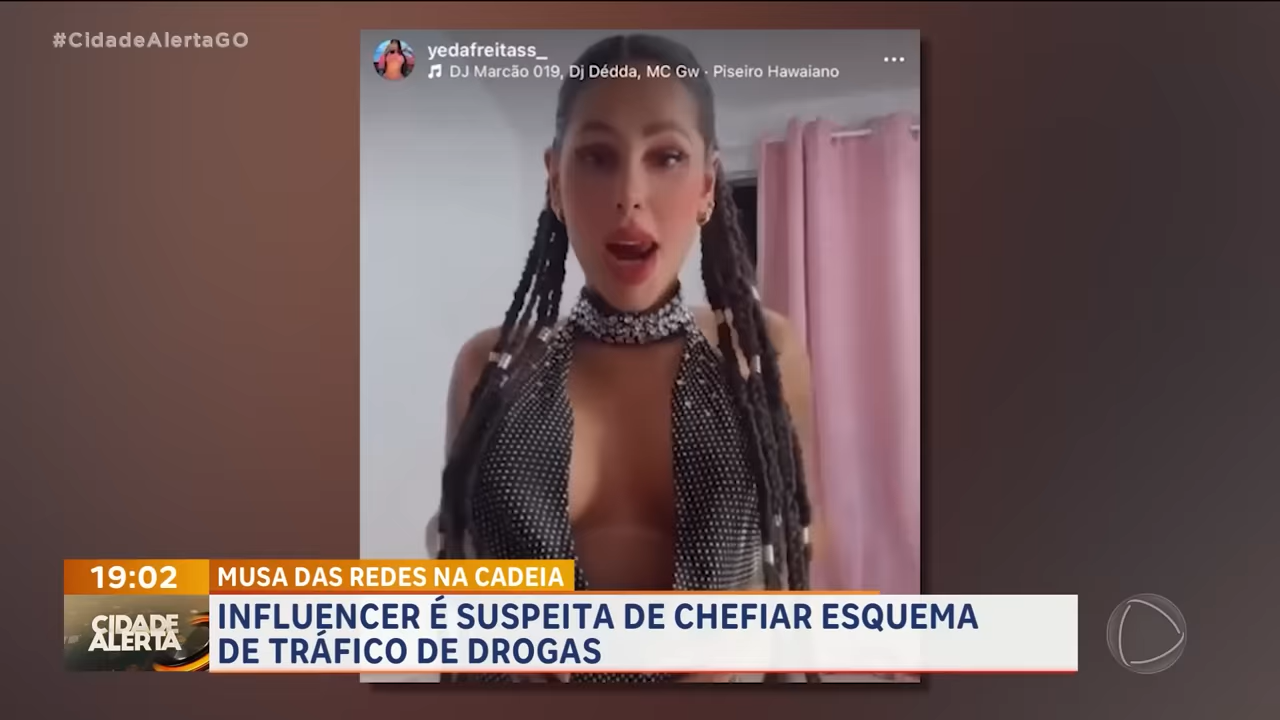 #CidadeAlertaGO
yedafreitass_
DJ Marcão 019, Dj Dédda, MC Gw · Piseiro Hawaiano
19:02
MUSA DAS REDES NA CADEIA
CIDADE
ALERTA
INFLUENCER É SUSPEITA DE CHEFIAR ESQUEMA
DE TRÁFICO DE DROGAS